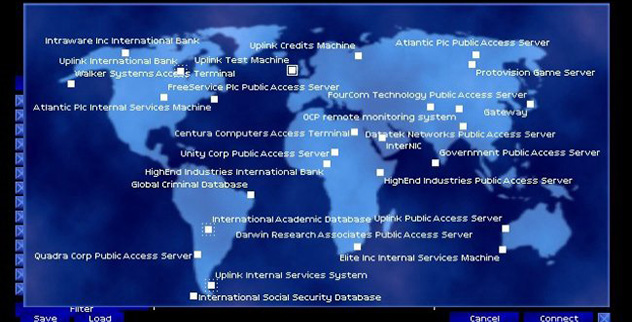 Intraware Inc International Bank
Uplink Credits Machine
Atlantic Plc Public Access Server
Uplink International Bank
Uplink Test Machine
Walker Systems Access Terminal
Protovision Game Server
FreeService Plc Public Access Server
FourCom Technology Public Access Server
Atlantic Plc Internal Services Machine
Gateway
OCP remote monitoring system
Centura Computers Access Terminal
Datatek Networks Public Access Server
InterNIC
Unity Corp Public Access Server
Government Public Access Server
HighEnd Industries International Bank
HighEnd Industries Public Access Server
Global Criminal Database
International Academic Database
Uplink Public Access Server
Darwin Research Associates Public Access Server
Quadra Corp Public Access Server
Elite Inc Internal Services Machine
Uplink Internal Services System
International Social Security Database
Filter
Save
Load
Cancel
Connect